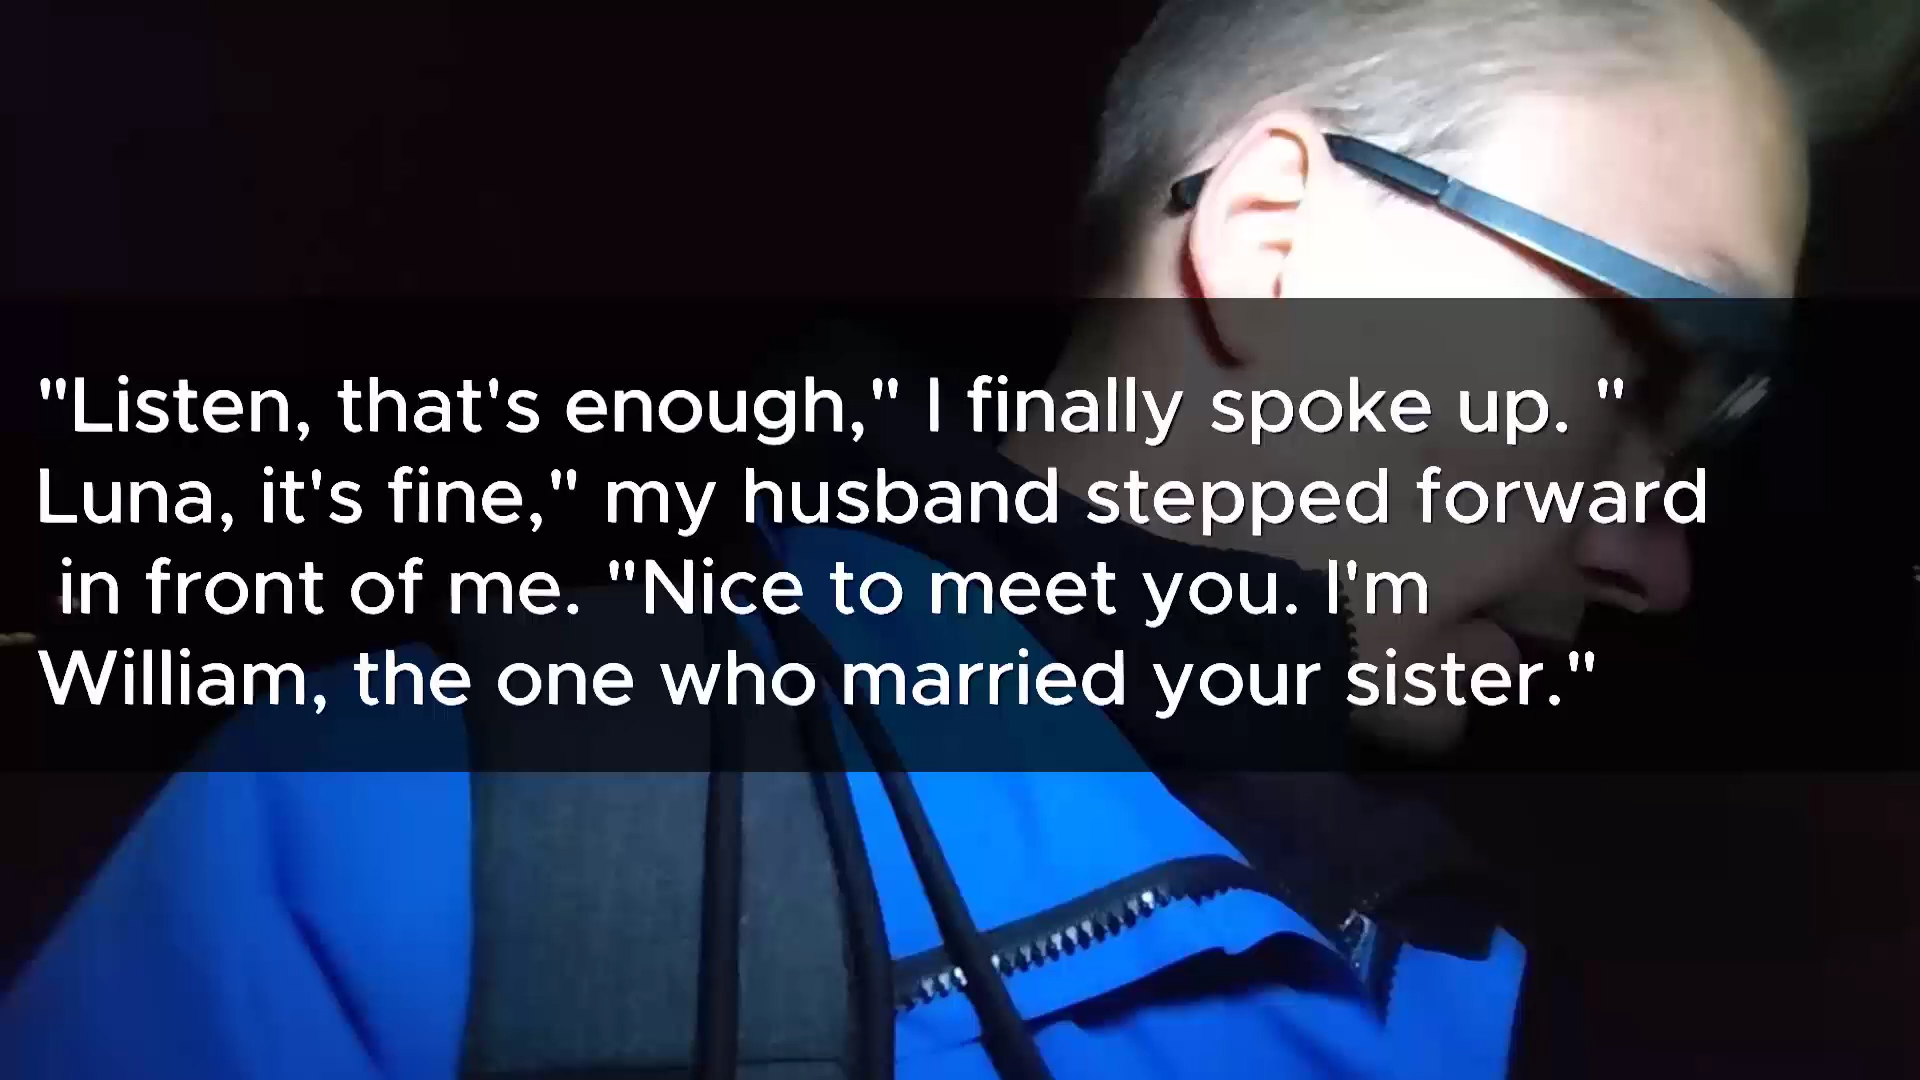 "Listen, that's enough," I finally spoke up. "
Luna, it's fine," my husband stepped forward
in front of me. "Nice to meet you. I'm
William, the one who married your sister."